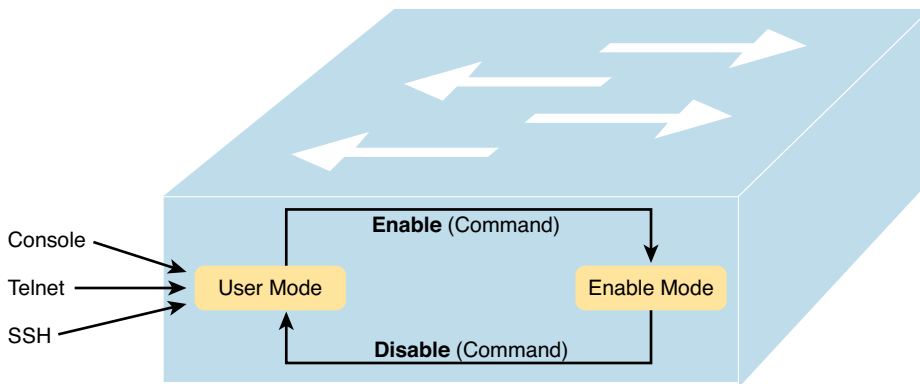 Enable (Command)
Console
Telnet
SSH
User Mode
Enable Mode
Disable (Command)